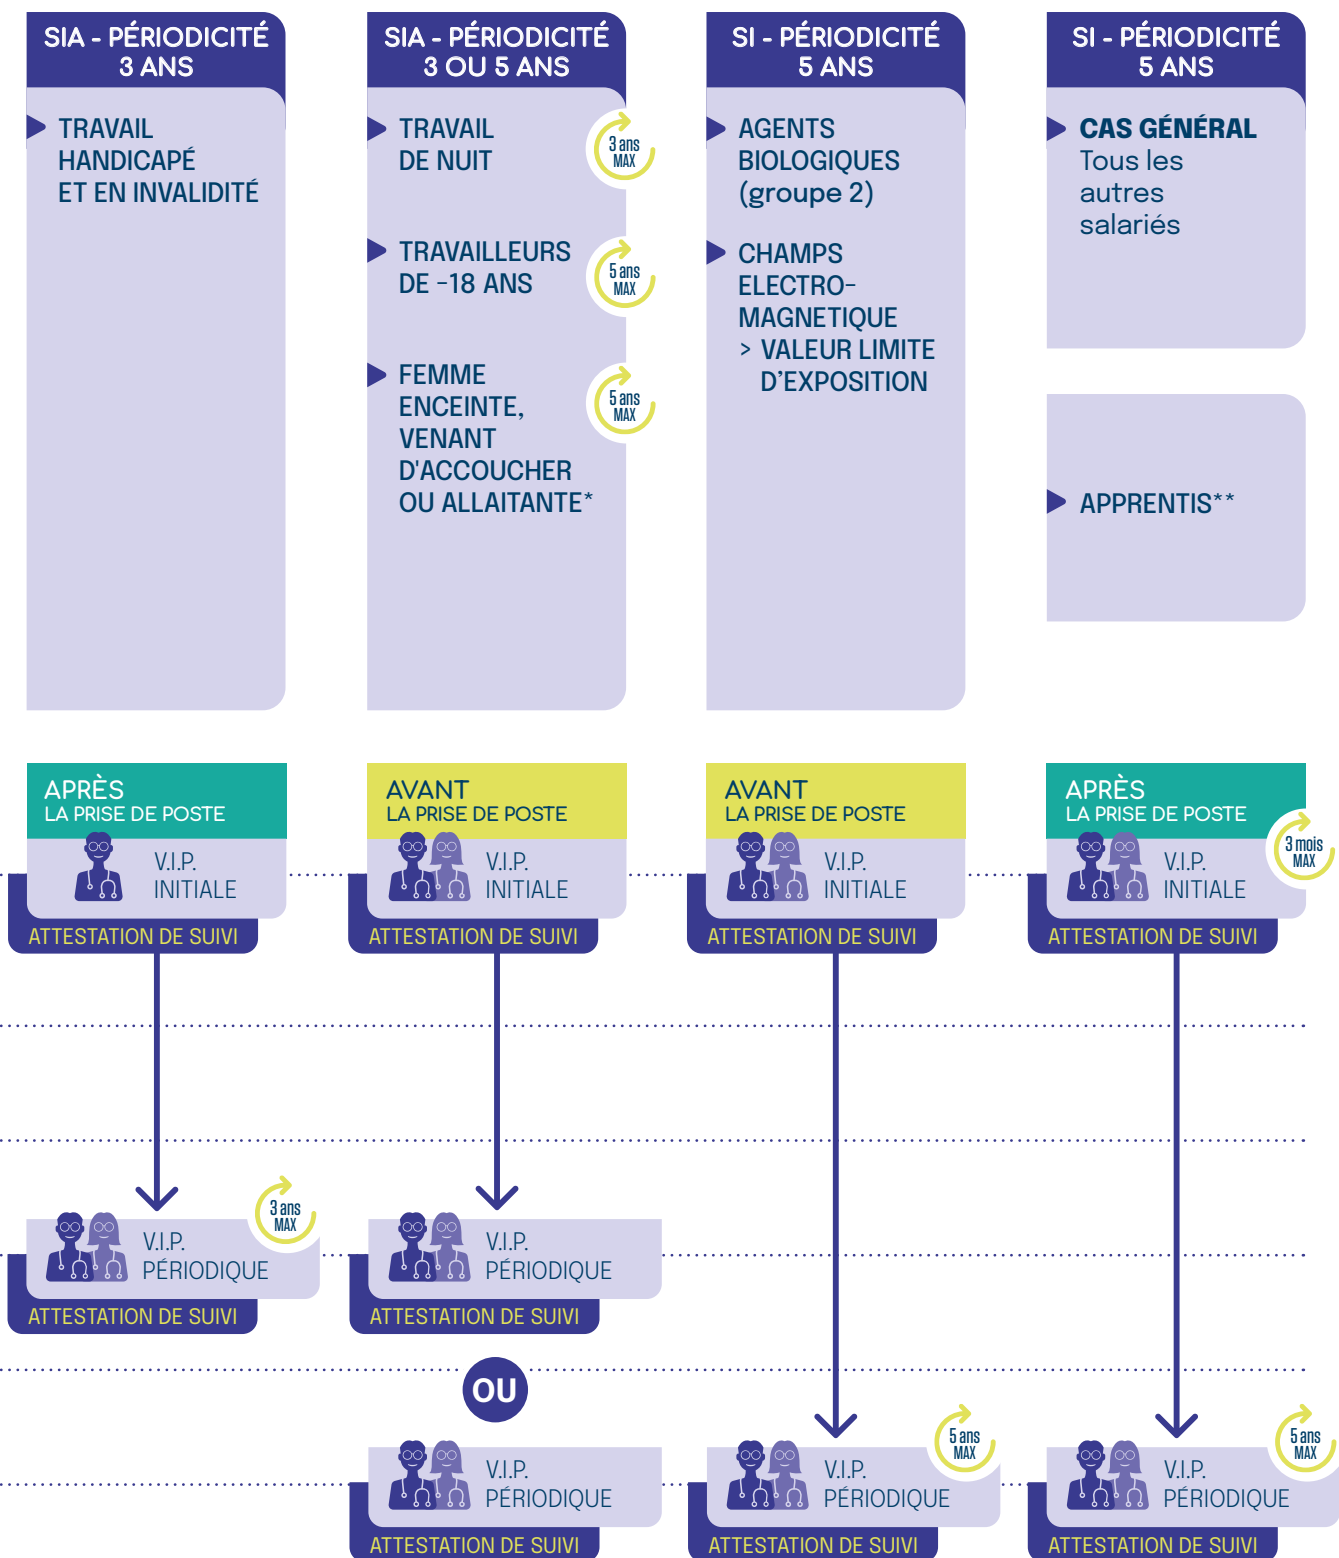 SIA - PÉRIODICITÉ
3 ANS
TRAVAIL
HANDICAPÉ
ET EN INVALIDITÉ
SIA - PÉRIODICITÉ
3 OU 5 ANS
TRAVAIL
DE NUIT
3 ans
MAX
TRAVAILLEURS
DE -18 ANS
5 ans
MAX
FEMME
ENCEINTE,
VENANT
D'ACCOUCHER
OU ALLAITANTE*
5 ans
MAX
SI - PÉRIODICITÉ
5 ANS
AGENTS
BIOLOGIQUES
(groupe 2)
CHAMPS
ELECTRO-
MAGNETIQUE
> VALEUR LIMITE
D’EXPOSITION
SI - PÉRIODICITÉ
5 ANS
CAS GÉNÉRAL
Tous les
autres
salariés
APPRENTIS**
APRÈS
LA PRISE DE POSTE
V.I.P.
INITIALE
ATTESTATION DE SUIVI
AVANT
LA PRISE DE POSTE
V.I.P.
INITIALE
ATTESTATION DE SUIVI
AVANT
LA PRISE DE POSTE
V.I.P.
INITIALE
ATTESTATION DE SUIVI
APRÈS
LA PRISE DE POSTE
3 mois
MAX
V.I.P.
INITIALE
ATTESTATION DE SUIVI
3 ans
MAX
V.I.P.
PÉRIODIQUE
ATTESTATION DE SUIVI
V.I.P.
PÉRIODIQUE
ATTESTATION DE SUIVI
OU
V.I.P.
PÉRIODIQUE
ATTESTATION DE SUIVI
5 ans
MAX
V.I.P.
PÉRIODIQUE
ATTESTATION DE SUIVI
5 ans
MAX
V.I.P.
PÉRIODIQUE
ATTESTATION DE SUIVI